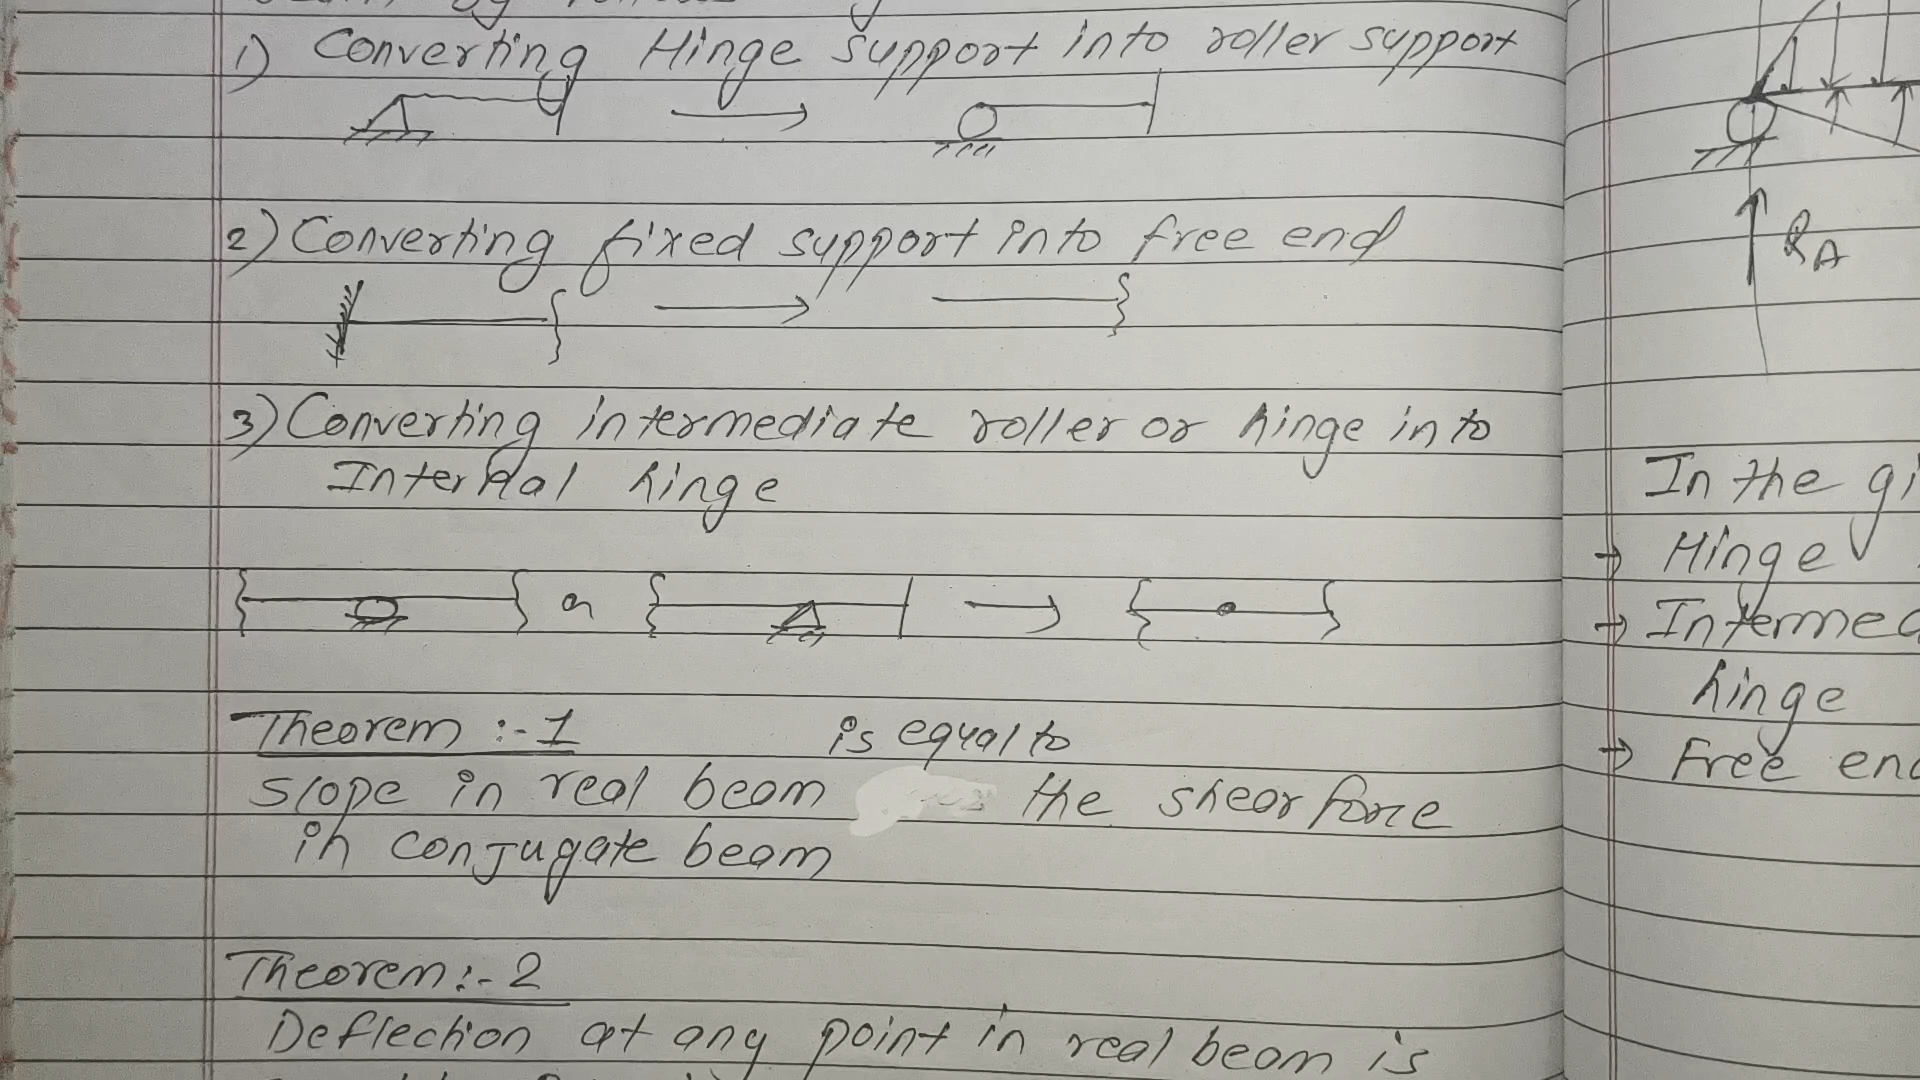 1) Converting Hinge support into roller support
2) Converting fixed support into free end
3) Converting intermediate roller or hinge into
Internal hinge
or
Theorem :- 1
is equal to
slope in real beam the shear force
in conjugate beam
Theorem :- 2
Deflection at any point in real beam is
RA
In the gi
→ Hinge
→ Intermed
hinge
→ Free end